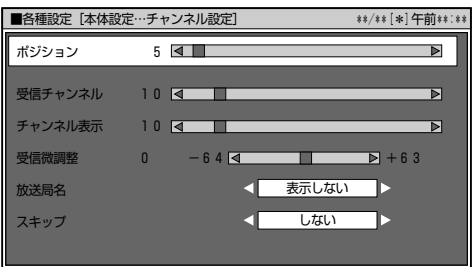 ■各種設定［本体設定…チャンネル設定］ **/**[*]午前**:**
ポジション 5
受信チャンネル 10
チャンネル表示 10
受信微調整 0 −64 +63
放送局名 表示しない
スキップ しない